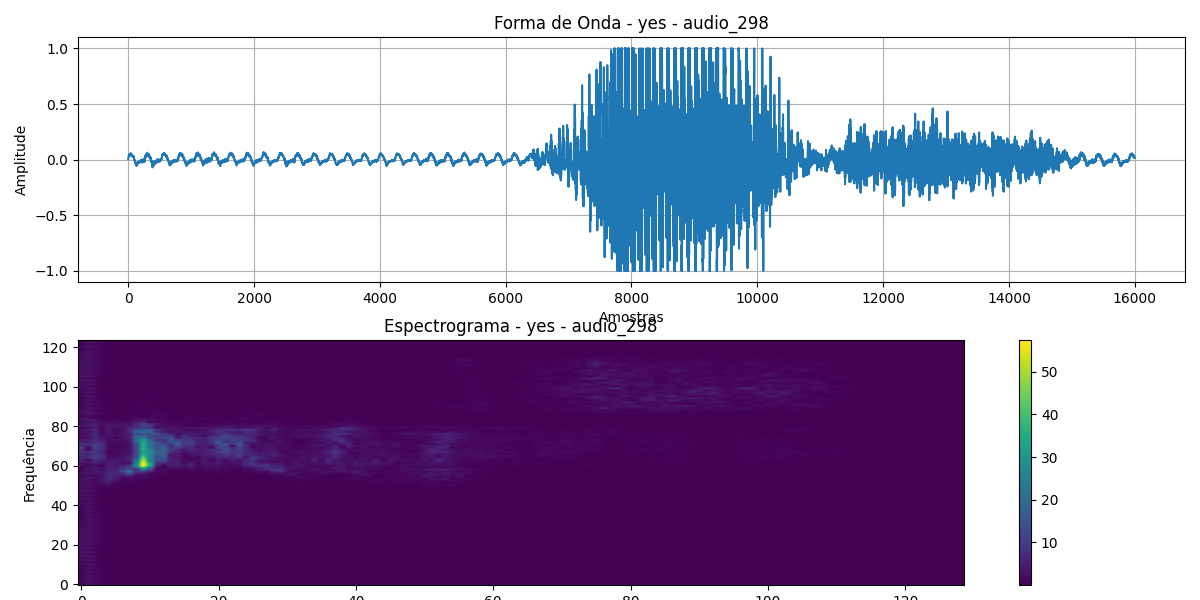 Forma de Onda - yes - audio_298
1.0
0.5
0.0
−0.5
−1.0
Amplitude
0 2000 4000 6000 8000 10000 12000 14000 16000
Amostras
Espectrograma - yes - audio_298
120
100
80
60
40
20
0
Frequência
50
40
30
20
10
0 20 40 60 80 100 120